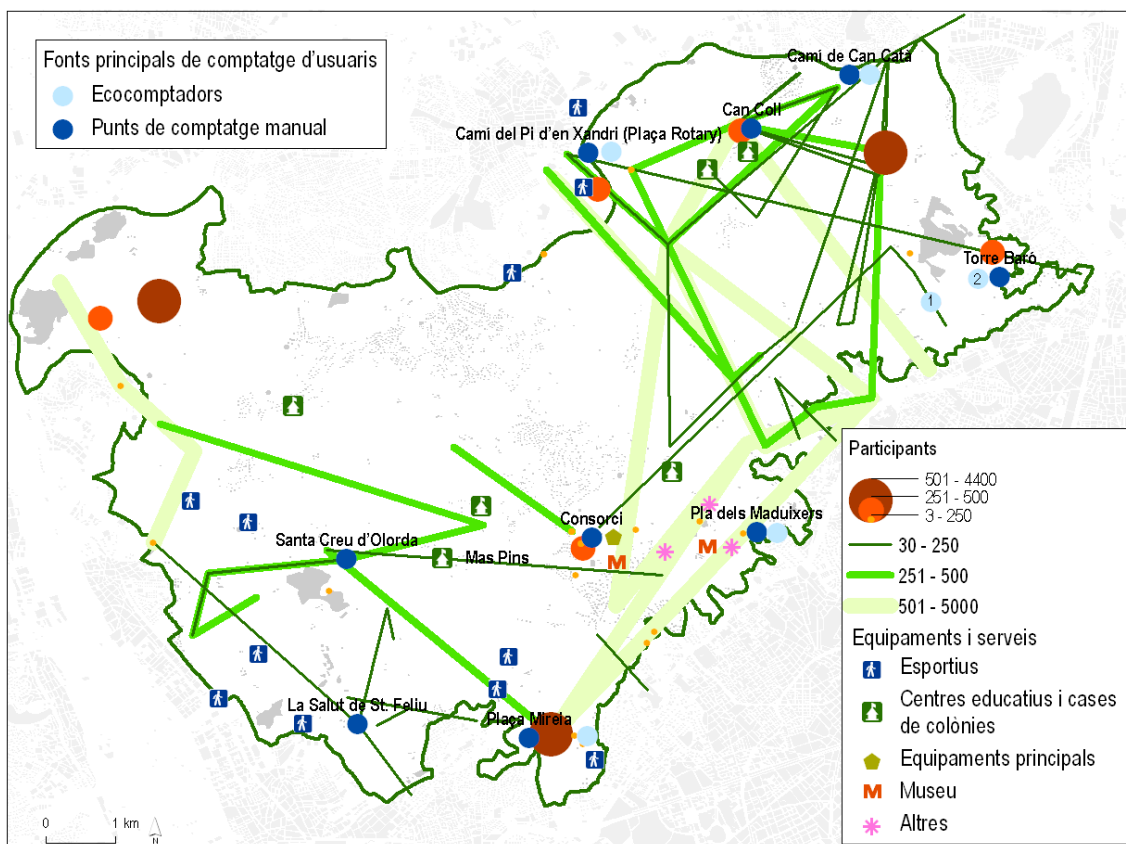 Fonts principals de comptatge d'usuaris
Ecocomptadors
Punts de comptatge manual
Camí de Can Catà
Can Coll
Camí del Pi d'en Xandri (Plaça Rotary)
Torre Baró
2
1
Consorci
Pla dels Maduixers
Santa Creu d'Olorda
Mas Pins
La Salut de St. Feliu
Plaça Mireia
Participants
501 - 4400
251 - 500
3 - 250
30 - 250
251 - 500
501 - 5000
Equipaments i serveis
Esportius
Centres educatius i cases
de colònies
Equipaments principals
M Museu
Altres
M
M
0 1 km
N